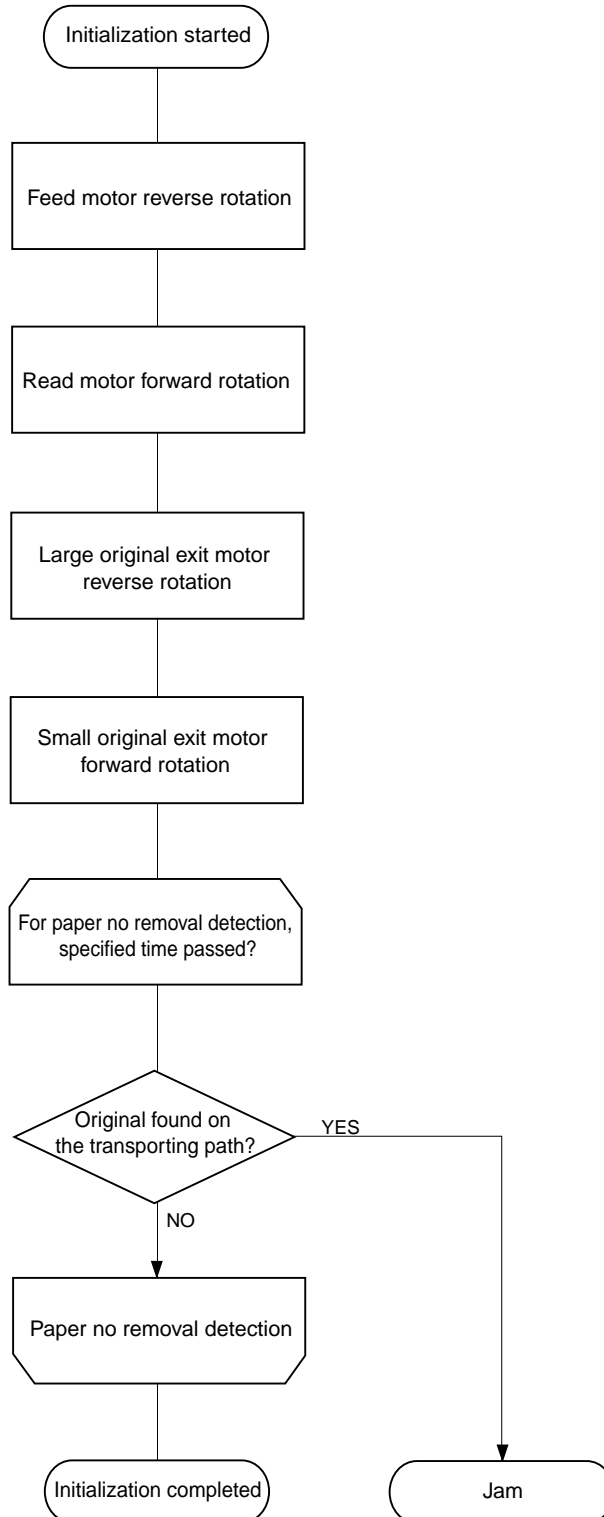 Initialization started
Feed motor reverse rotation
Read motor forward rotation
Large original exit motor
reverse rotation
Small original exit motor
forward rotation
For paper no removal detection,
specified time passed?
Original found on
the transporting path?
YES
NO
Paper no removal detection
Initialization completed
Jam